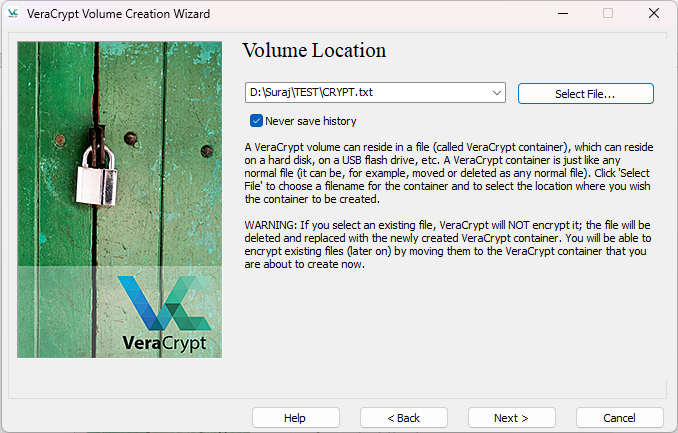 VeraCrypt Volume Creation Wizard
Volume Location
D:\Suraj\TEST\CRYPT.txt
Select File...
Never save history
A VeraCrypt volume can reside in a file (called VeraCrypt container), which can reside
on a hard disk, on a USB flash drive, etc. A VeraCrypt container is just like any
normal file (it can be, for example, moved or deleted as any normal file). Click 'Select
File' to choose a filename for the container and to select the location where you wish
the container to be created.
WARNING: If you select an existing file, VeraCrypt will NOT encrypt it; the file will be
deleted and replaced with the newly created VeraCrypt container. You will be able to
encrypt existing files (later on) by moving them to the VeraCrypt container that you
are about to create now.
VeraCrypt
Help
< Back
Next >
Cancel